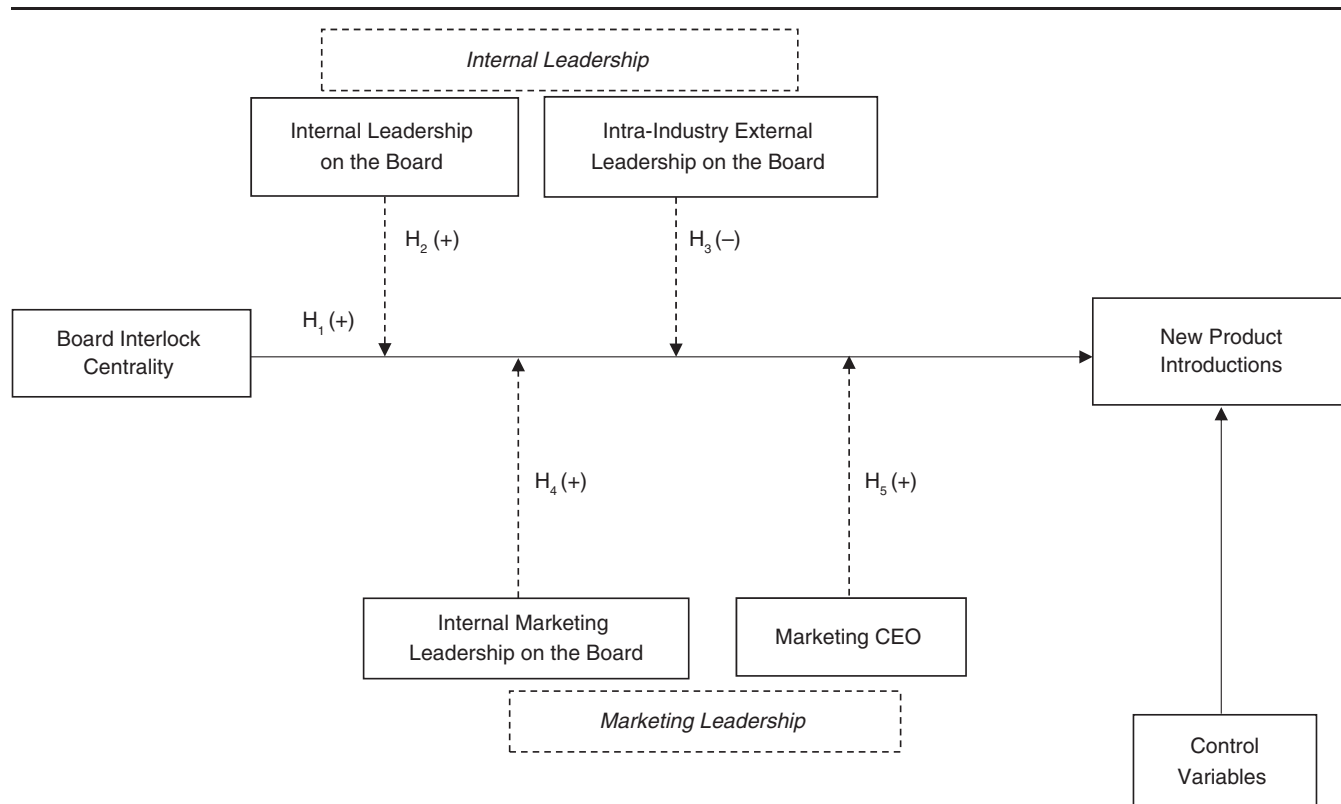 Internal Leadership
Internal Leadership
on the Board
Intra-Industry External
Leadership on the Board
H2 (+)
H3 (–)
H1 (+)
Board Interlock
Centrality
New Product
Introductions
H4 (+)
H5 (+)
Internal Marketing
Leadership on the Board
Marketing CEO
Marketing Leadership
Control
Variables